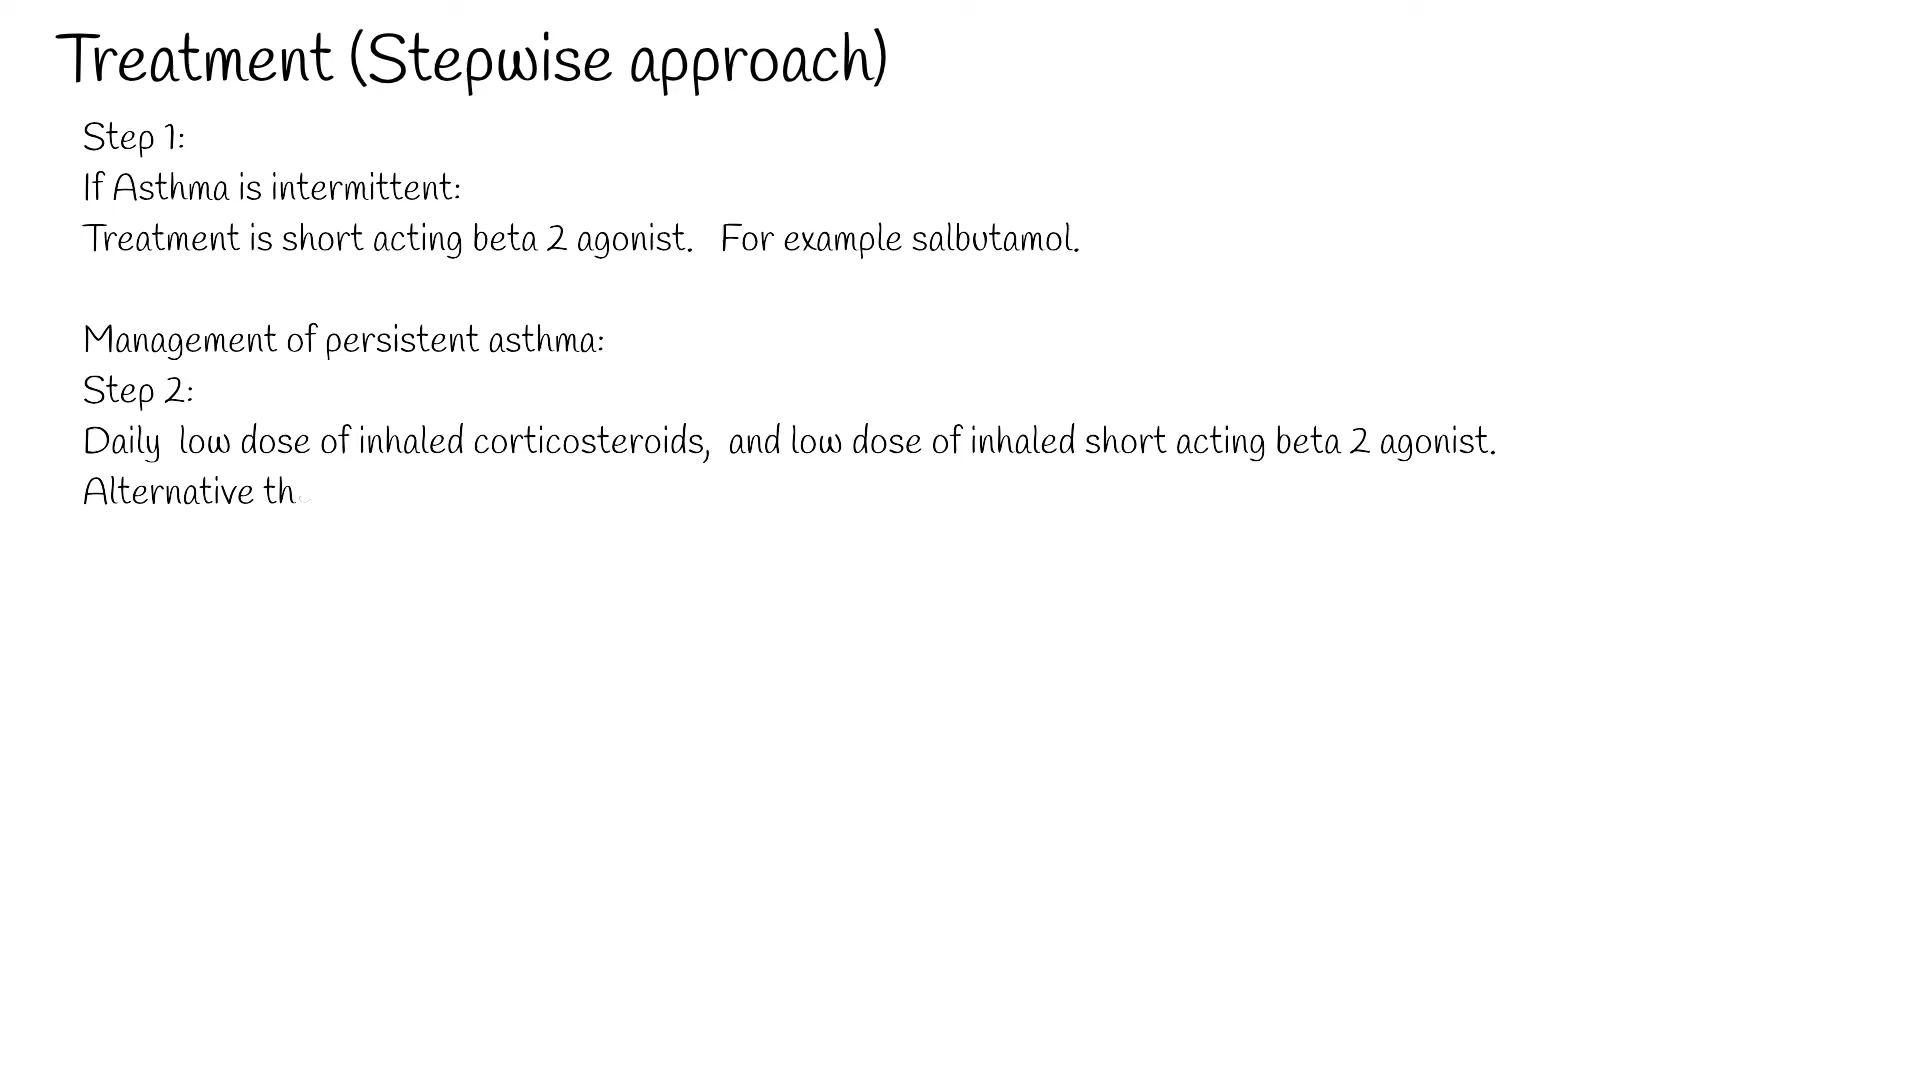 Treatment (Stepwise approach)
Step 1:
If Asthma is intermittent:
Treatment is short acting beta 2 agonist. For example salbutamol.
Management of persistent asthma:
Step 2:
Daily low dose of inhaled corticosteroids, and low dose of inhaled short acting beta 2 agonist.
Alternative th